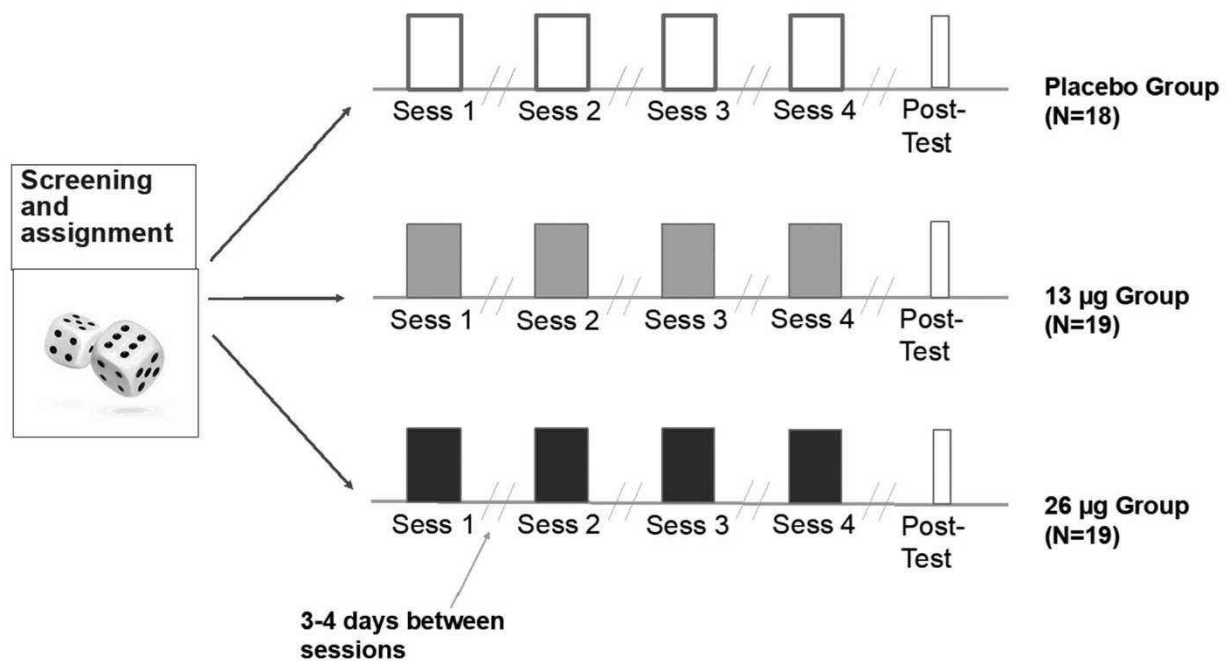 Sess 1 Sess 2 Sess 3 Sess 4 Post-
Test
Placebo Group
(N=18)
Screening
and
assignment
Sess 1 Sess 2 Sess 3 Sess 4 Post-
Test
13 µg Group
(N=19)
Sess 1 Sess 2 Sess 3 Sess 4 Post-
Test
26 µg Group
(N=19)
3-4 days between
sessions